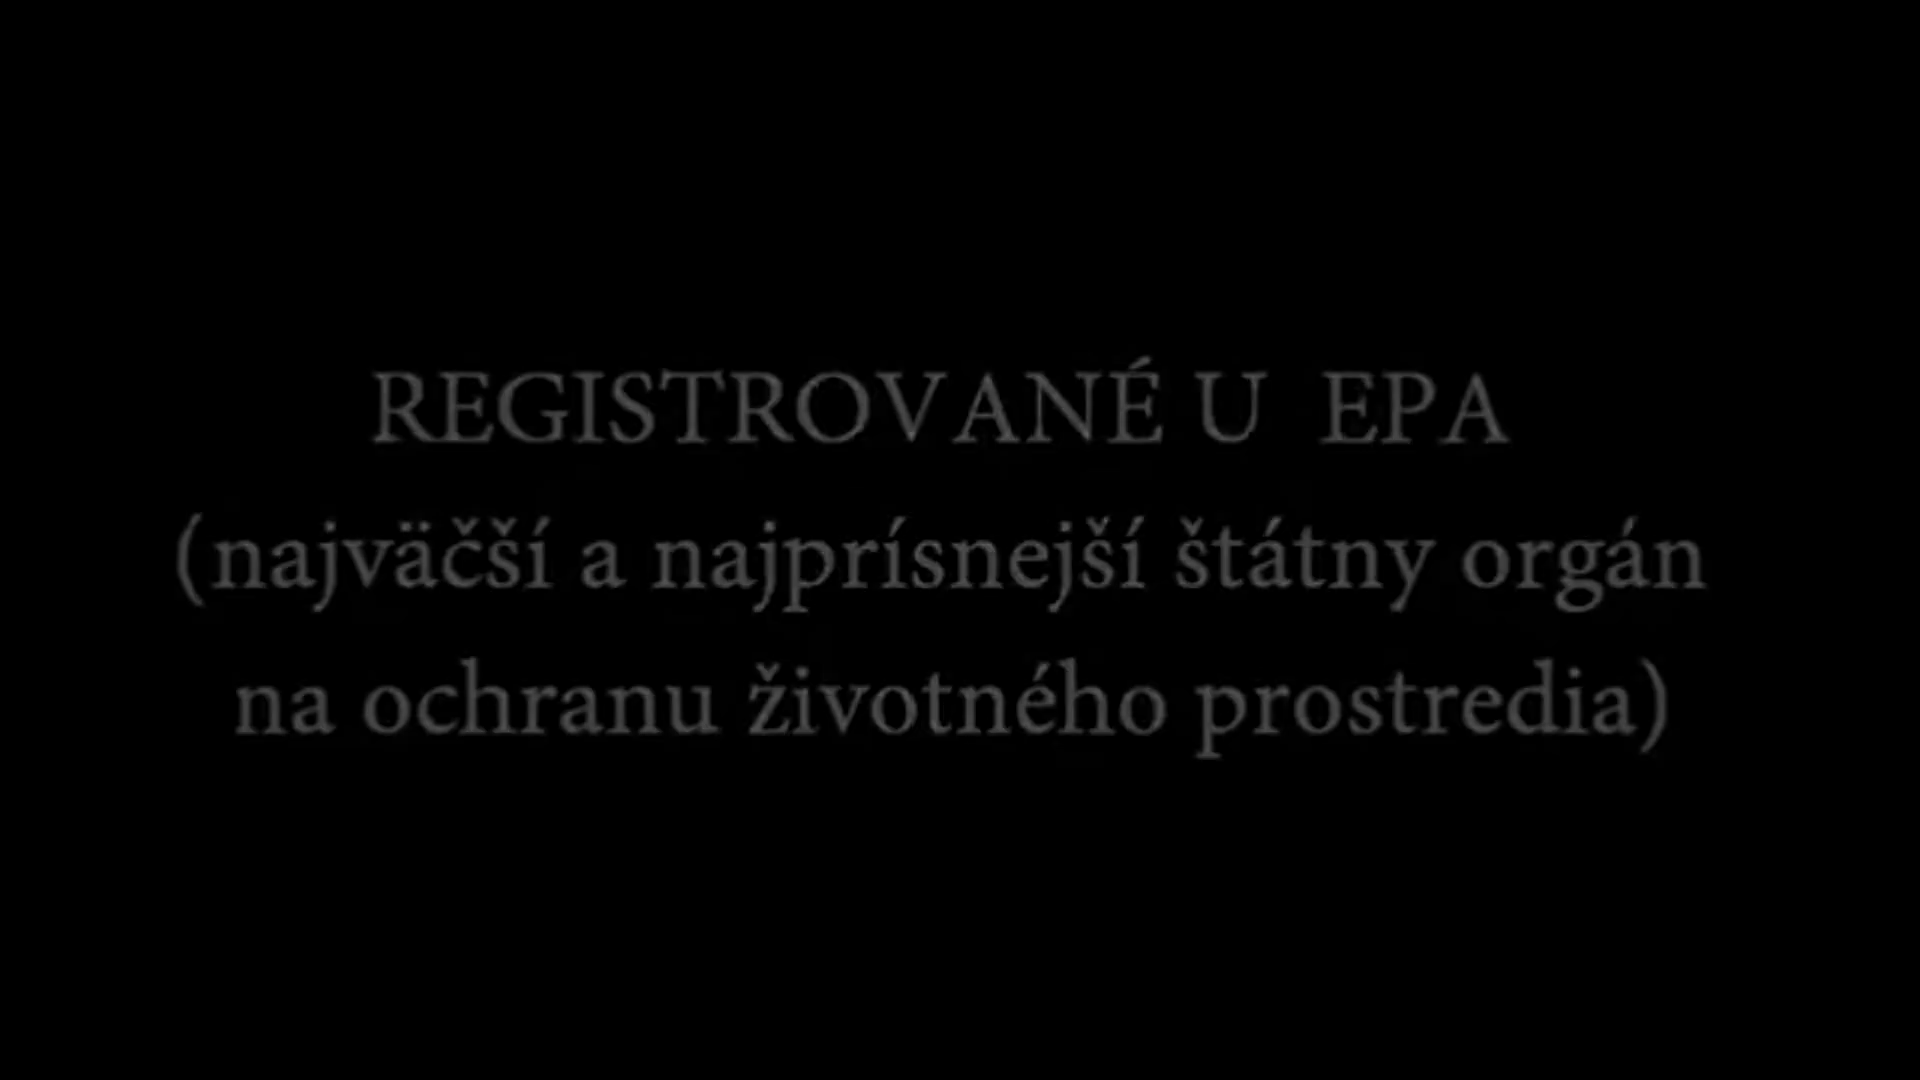 REGISTROVANÉ U EPA
(najväčší a najprísnejší štátny orgán
na ochranu životného prostredia)